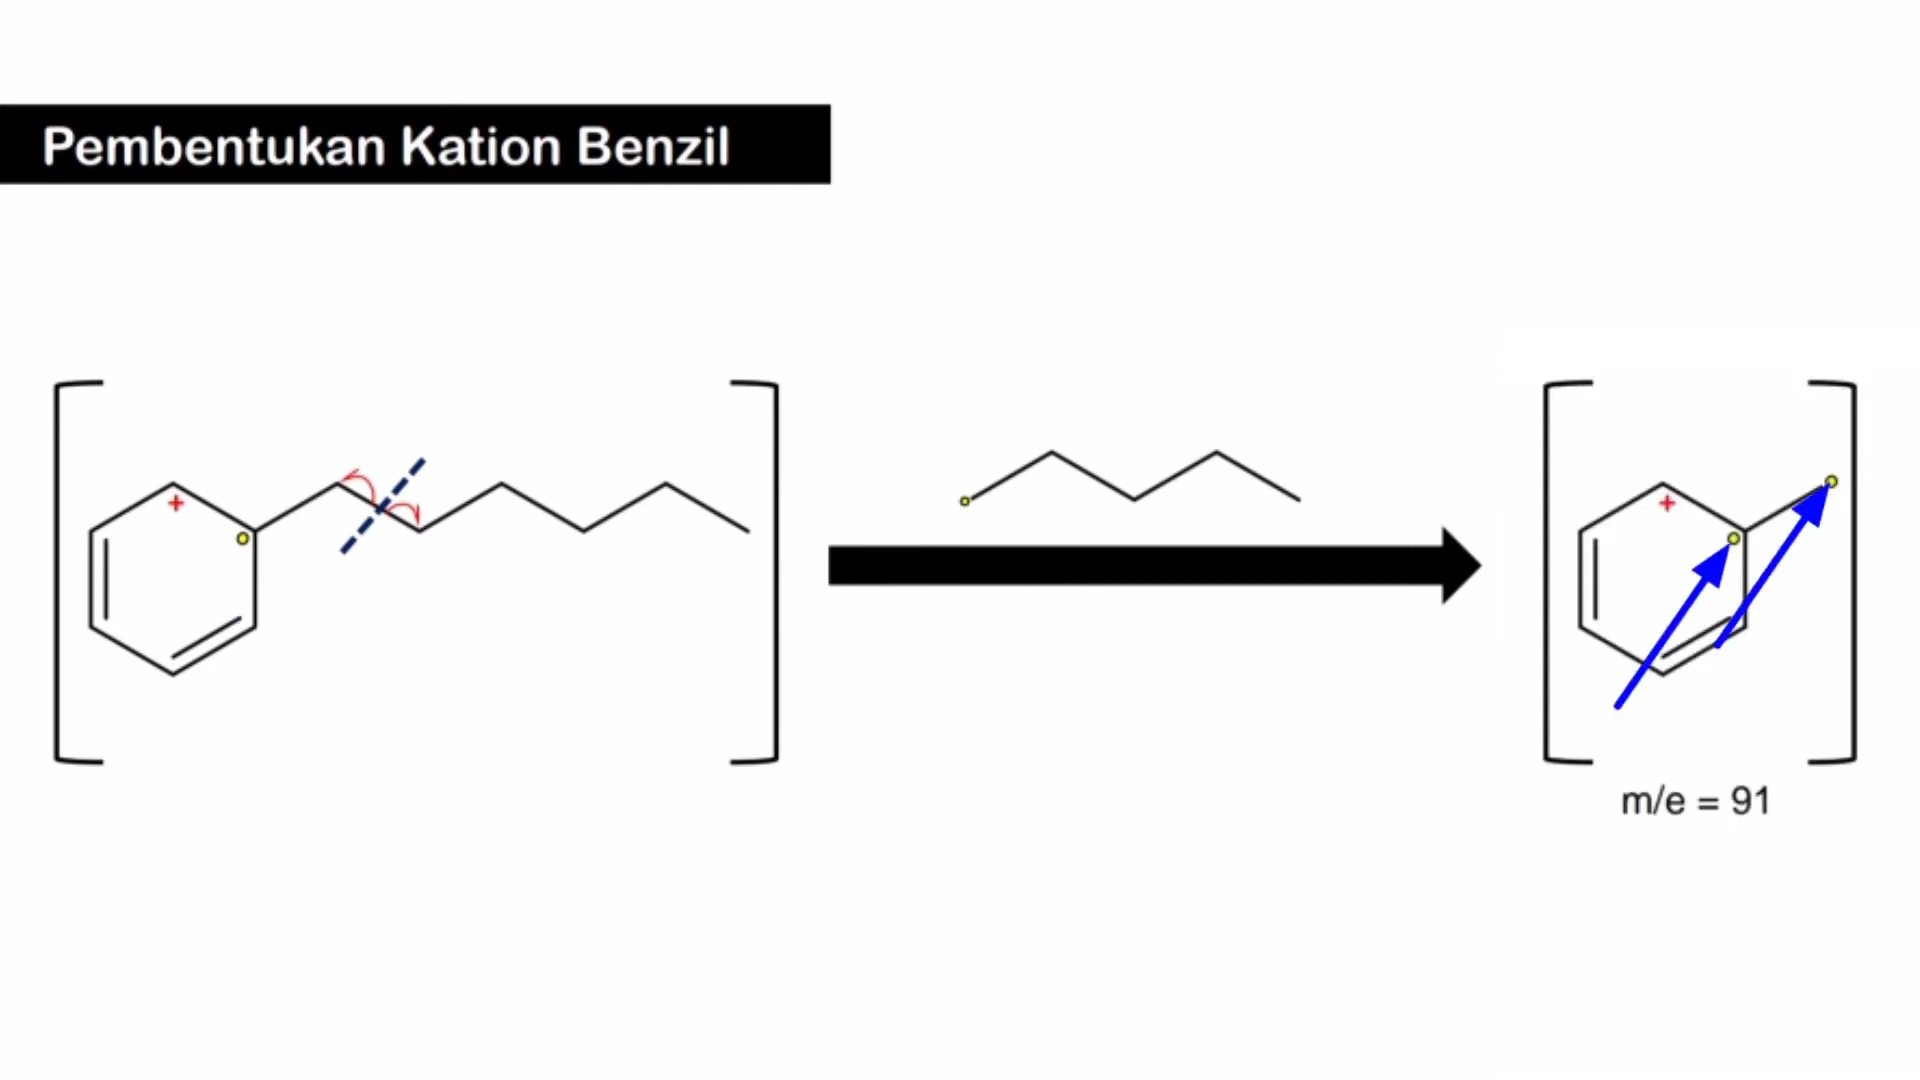 Pembentukan Kation Benzil
+
+
m/e = 91